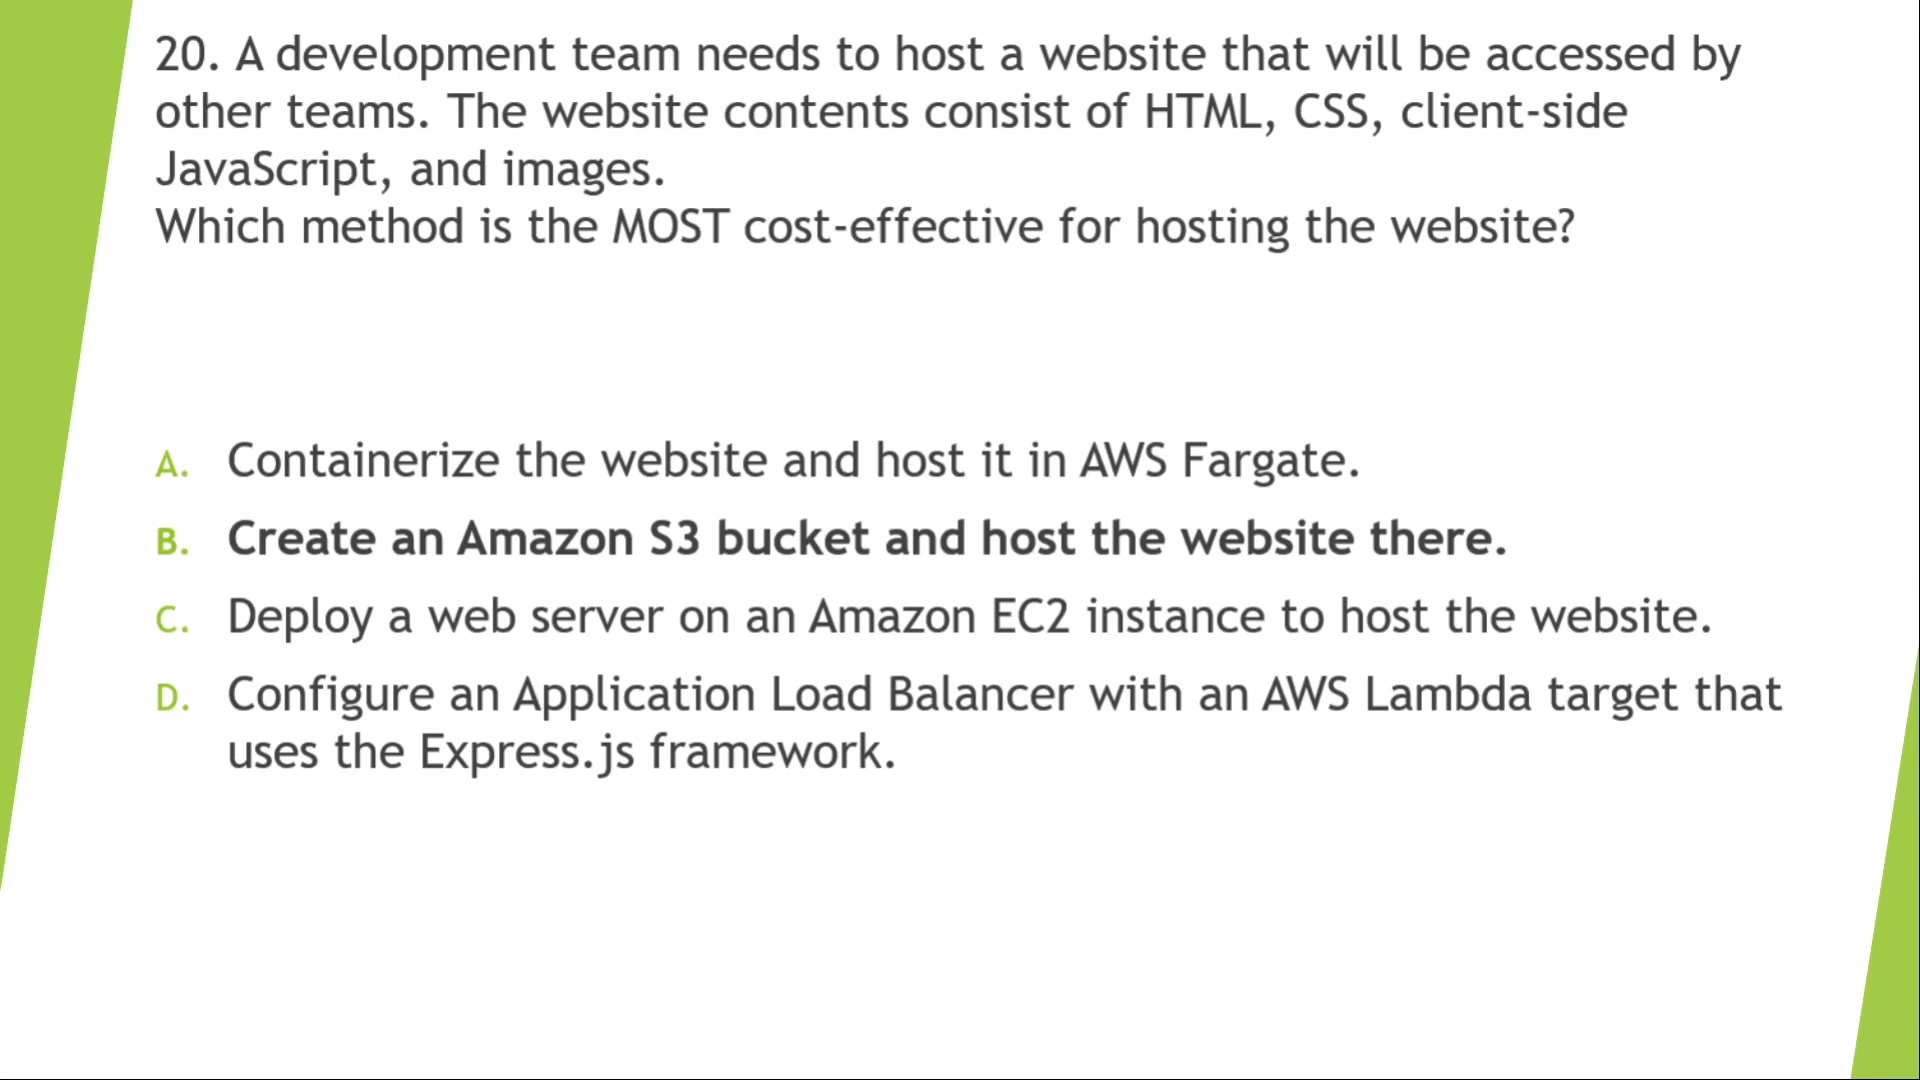 20. A development team needs to host a website that will be accessed by
other teams. The website contents consist of HTML, CSS, client-side
JavaScript, and images.
Which method is the MOST cost-effective for hosting the website?
A. Containerize the website and host it in AWS Fargate.
B. Create an Amazon S3 bucket and host the website there.
C. Deploy a web server on an Amazon EC2 instance to host the website.
D. Configure an Application Load Balancer with an AWS Lambda target that
uses the Express.js framework.